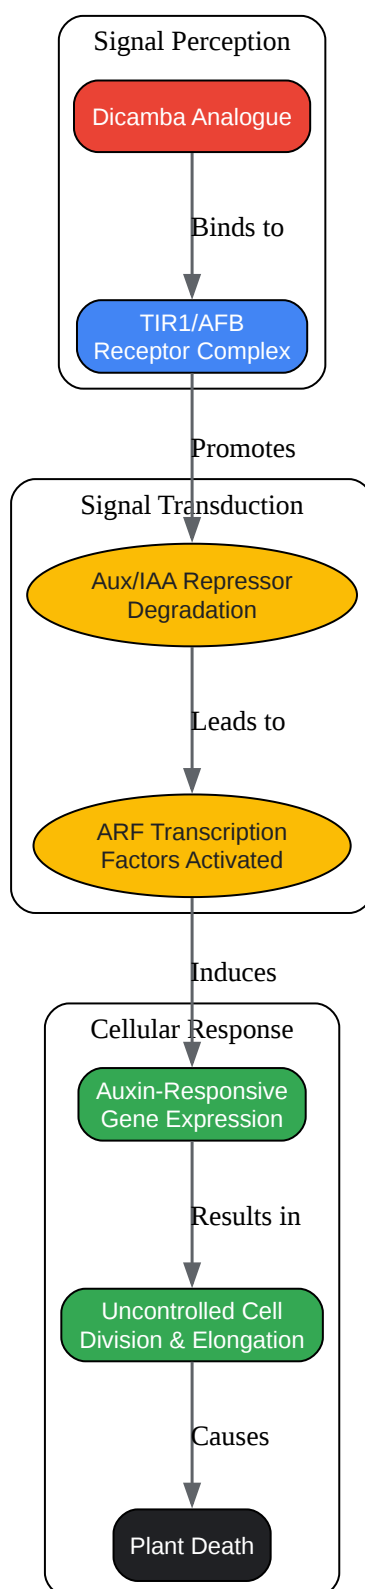 Signal Perception
Dicamba Analogue
Binds to
TIR1/AFB
Receptor Complex
Promotes
Signal Transduction
Aux/IAA Repressor
Degradation
Leads to
ARF Transcription
Factors Activated
Induces
Cellular Response
Auxin-Responsive
Gene Expression
Results in
Uncontrolled Cell
Division & Elongation
Causes
Plant Death